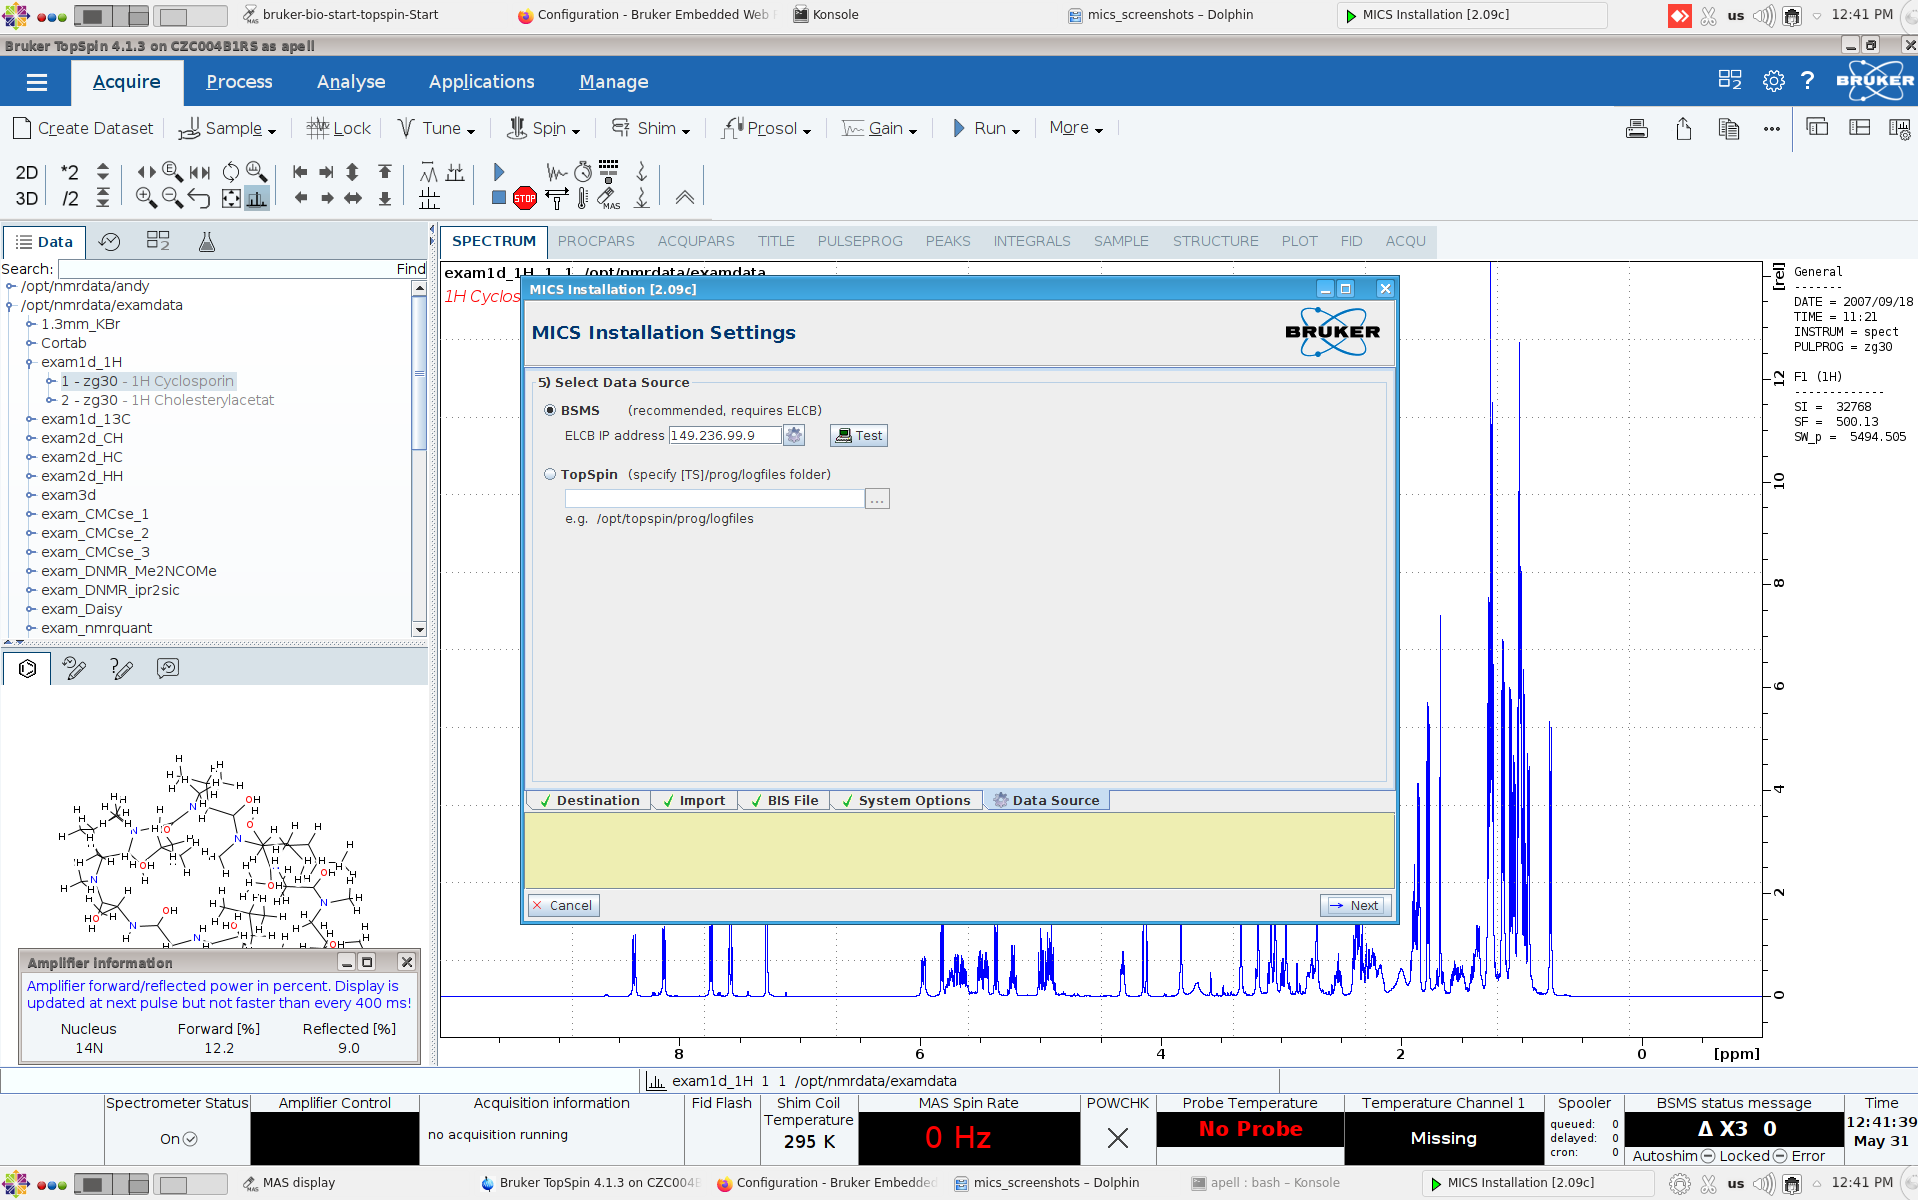 bruker-bio-start-topspin-Start
Configuration - Bruker Embedded Web
Konsole
mics_screenshots – Dolphin
MICS Installation [2.09c]
us
12:41 PM
Bruker TopSpin 4.1.3 on CZC004B1RS as apell
Acquire
Process
Analyse
Applications
Manage
BRUKER
Create Dataset
Sample
Lock
Tune
Spin
Shim
Prosol
Gain
Run
More
2D
*2
3D
/2
STOP
MAS
Data
SPECTRUM PROCPARS ACQUPARS TITLE PULSEPROG PEAKS INTEGRALS SAMPLE STRUCTURE PLOT FID ACQU
Search:
Find
/opt/nmrdata/andy
/opt/nmrdata/examdata
1.3mm_KBr
Cortab
exam1d_1H
1 - zg30 - 1H Cyclosporin
2 - zg30 - 1H Cholesterylacetat
exam1d_13C
exam2d_CH
exam2d_HC
exam2d_HH
exam3d
exam_CMCse_1
exam_CMCse_2
exam_CMCse_3
exam_DNMR_Me2NCOMe
exam_DNMR_ipr2sic
exam_Daisy
exam_nmrquant
exam1d_1H 1 1 /opt/nmrdata/examdata
1H Cyclos
MICS Installation [2.09c]
MICS Installation Settings
BRUKER
5) Select Data Source
BSMS (recommended, requires ELCB)
ELCB IP address 149.236.99.9
Test
TopSpin (specify [TS]/prog/logfiles folder)
...
e.g. /opt/topspin/prog/logfiles
Destination
Import
BIS File
System Options
Data Source
Cancel
Next
[rel]
12
10
8
6
4
2
0
8 6 4 2 0 [ppm]
General
-------
DATE = 2007/09/18
TIME = 11:21
INSTRUM = spect
PULPROG = zg30
F1 (1H)
-------------
SI = 32768
SF = 500.13
SW_p = 5494.505
Amplifier information
Amplifier forward/reflected power in percent. Display is
updated at next pulse but not faster than every 400 ms!
Nucleus Forward [%] Reflected [%]
14N 12.2 9.0
exam1d_1H 1 1 /opt/nmrdata/examdata
Spectrometer Status
On
Amplifier Control
Acquisition information
no acquisition running
Fid Flash
Shim Coil
Temperature
295 K
MAS Spin Rate
0 Hz
POWCHK
Probe Temperature
No Probe
Temperature Channel 1
Missing
Spooler
queued: 0
delayed: 0
cron: 0
BSMS status message
Δ X3 0
Autoshim Locked Error
Time
12:41:39
May 31
MAS display
Bruker TopSpin 4.1.3 on CZC004B
Configuration - Bruker Embedded
mics_screenshots – Dolphin
apell : bash – Konsole
MICS Installation [2.09c]
us
12:41 PM